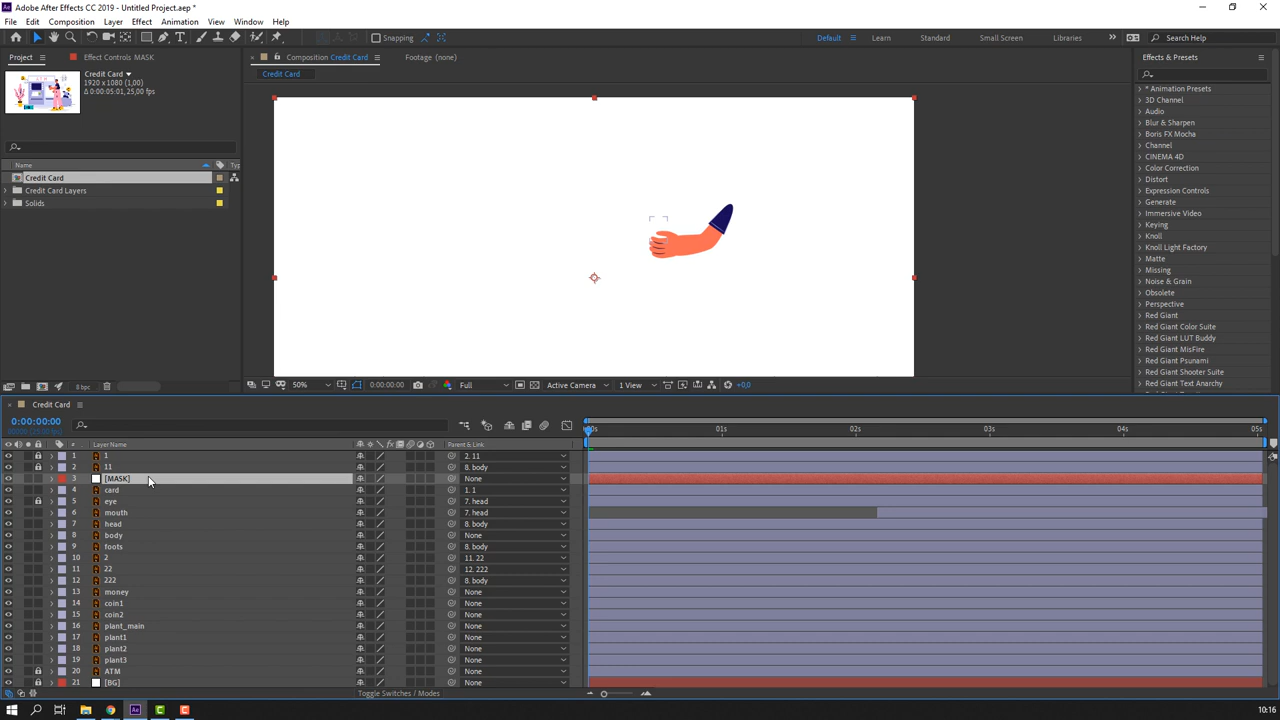 Adobe After Effects CC 2019 - Untitled Project.aep *
File Edit Composition Layer Effect Animation View Window Help
Snapping
Default Learn Standard Small Screen Libraries Search Help
Project Effect Controls MASK
Composition Credit Card Footage (none)
Effects & Presets
Credit Card
1920 x 1080 (1,00)
Δ 0:00:05:01, 25,00 fps
Credit Card
Name Typ
Credit Card
Credit Card Layers
Solids
* Animation Presets
3D Channel
Audio
Blur & Sharpen
Boris FX Mocha
Channel
CINEMA 4D
Color Correction
Distort
Expression Controls
Generate
Immersive Video
Keying
Knoll
Knoll Light Factory
Matte
Missing
Noise & Grain
Obsolete
Perspective
Red Giant
Red Giant Color Suite
Red Giant LUT Buddy
Red Giant MisFire
Red Giant Psunami
Red Giant Shooter Suite
Red Giant Text Anarchy
8 bpc
50% 0:00:00:00 Full Active Camera 1 View +0,0
Credit Card
0:00:00:00
# Layer Name Parent & Link
:00s 01s 02s 03s 04s 05s
1 1 2. 11
2 11 8. body
3 [MASK] None
4 card 1. 1
5 eye 7. head
6 mouth 7. head
7 head 8. body
8 body None
9 foots 8. body
10 2 11. 22
11 22 12. 222
12 222 8. body
13 money None
14 coin1 None
15 coin2 None
16 plant_main None
17 plant1 None
18 plant2 None
19 plant3 None
20 ATM None
21 [BG] None
Toggle Switches / Modes
10:16